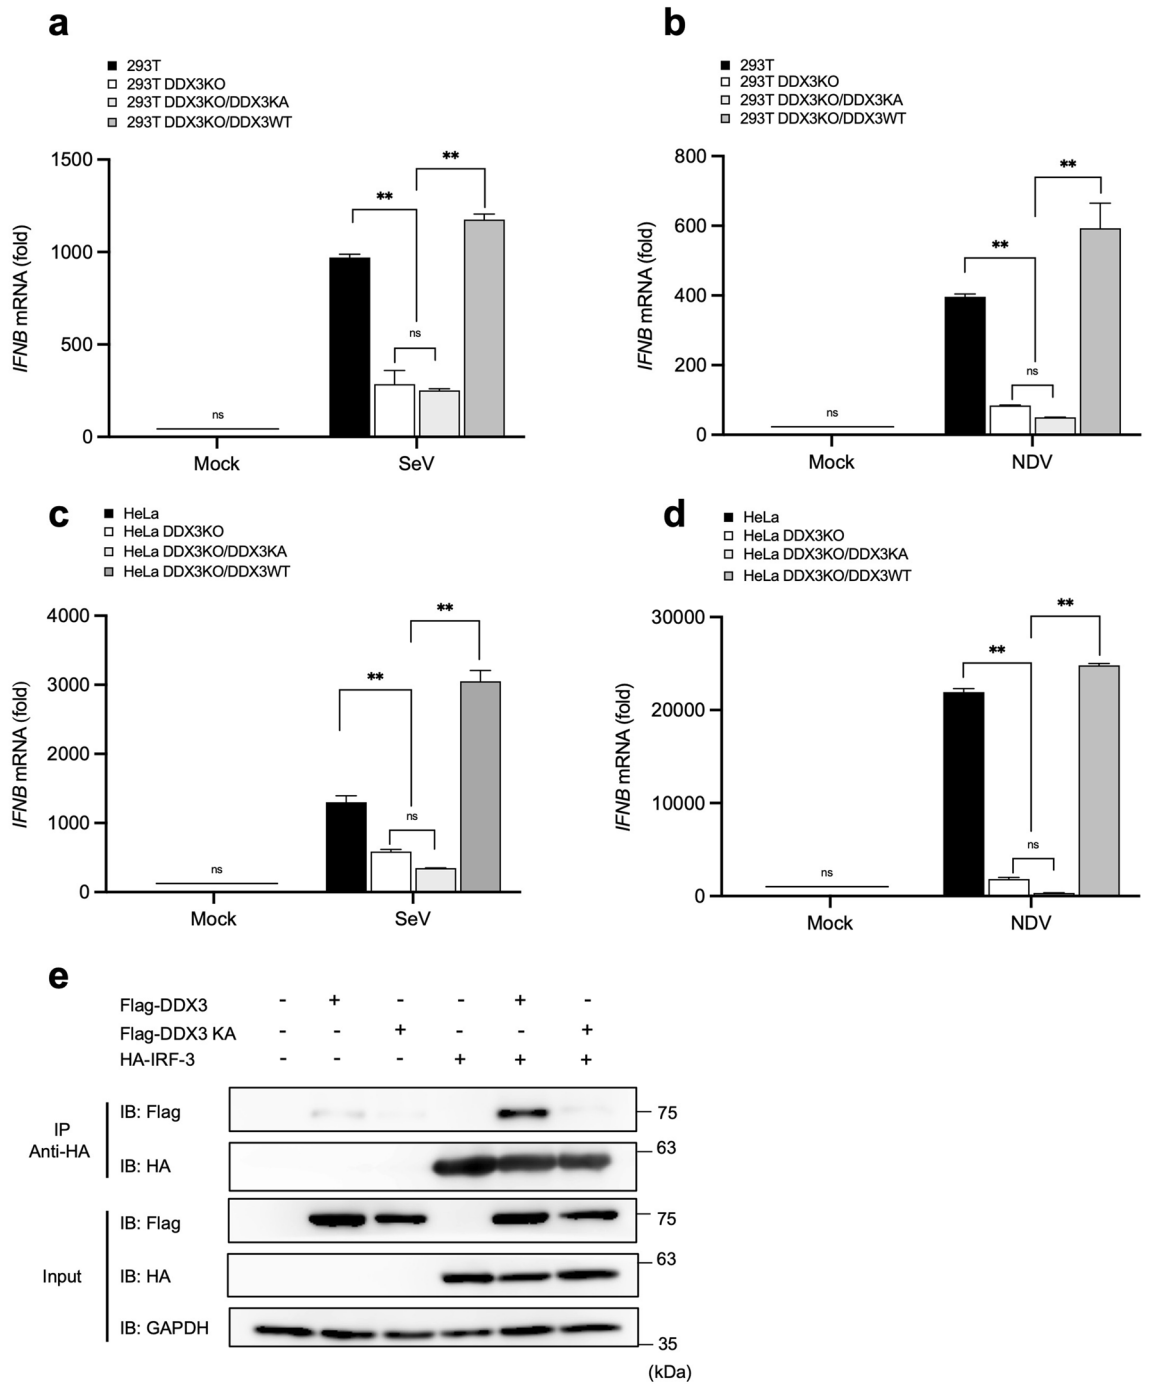 a
293T
293T DDX3KO
293T DDX3KO/DDX3KA
293T DDX3KO/DDX3WT
IFNB mRNA (fold)
1500
1000
500
0
ns
**
ns
**
Mock
SeV
b
293T
293T DDX3KO
293T DDX3KO/DDX3KA
293T DDX3KO/DDX3WT
IFNB mRNA (fold)
800
600
400
200
0
ns
**
ns
**
Mock
NDV
c
HeLa
HeLa DDX3KO
HeLa DDX3KO/DDX3KA
HeLa DDX3KO/DDX3WT
IFNB mRNA (fold)
4000
3000
2000
1000
0
ns
**
ns
**
Mock
SeV
d
HeLa
HeLa DDX3KO
HeLa DDX3KO/DDX3KA
HeLa DDX3KO/DDX3WT
IFNB mRNA (fold)
30000
20000
10000
0
ns
**
ns
**
Mock
NDV
e
Flag-DDX3 - + - - + -
Flag-DDX3 KA - - + - - +
HA-IRF-3 - - - + + +
IP
Anti-HA
IB: Flag 75
IB: HA 63
Input
IB: Flag 75
IB: HA 63
IB: GAPDH 35
(kDa)